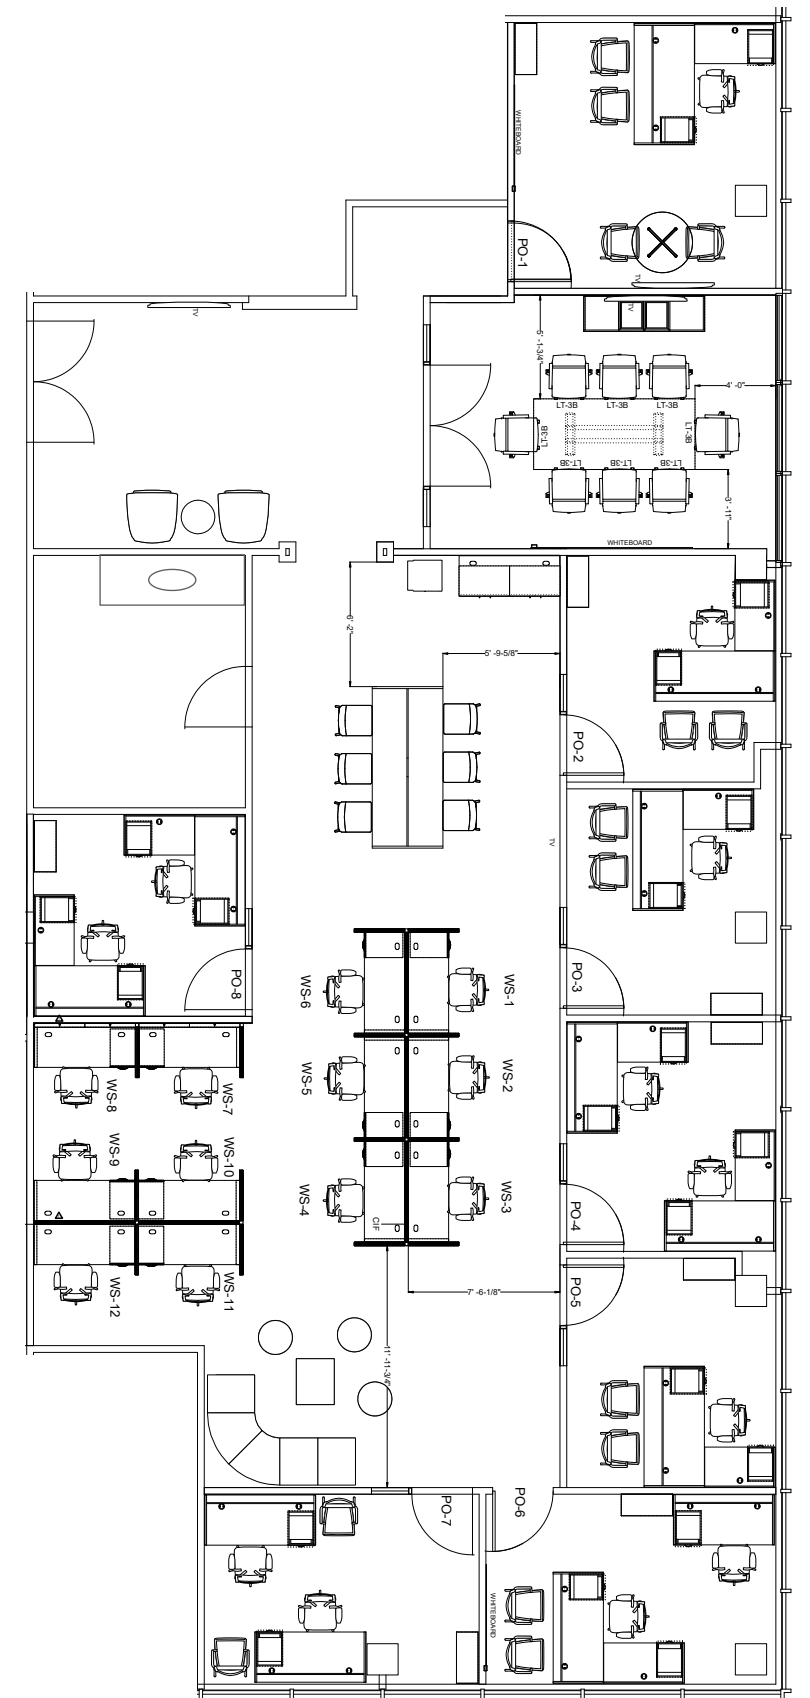 WHITEBOARD
PO-1
TV
TV
TV
5' -1-3/4"
4' -0"
LT-3B
LT-3B
LT-3B
LT-3B
LT-3B
LT-3B
LT-3B
LT-3B
3' -11"
WHITEBOARD
6' -2"
5' -9-5/8"
PO-2
TV
PO-3
PO-8
WS-6
WS-1
WS-5
WS-2
WS-8
WS-7
WS-9
WS-10
WS-4
WS-3
C/F
PO-4
WS-12
WS-11
7' -6-1/8"
PO-5
11' -11-3/4"
PO-7
PO-6
WHITEBOARD